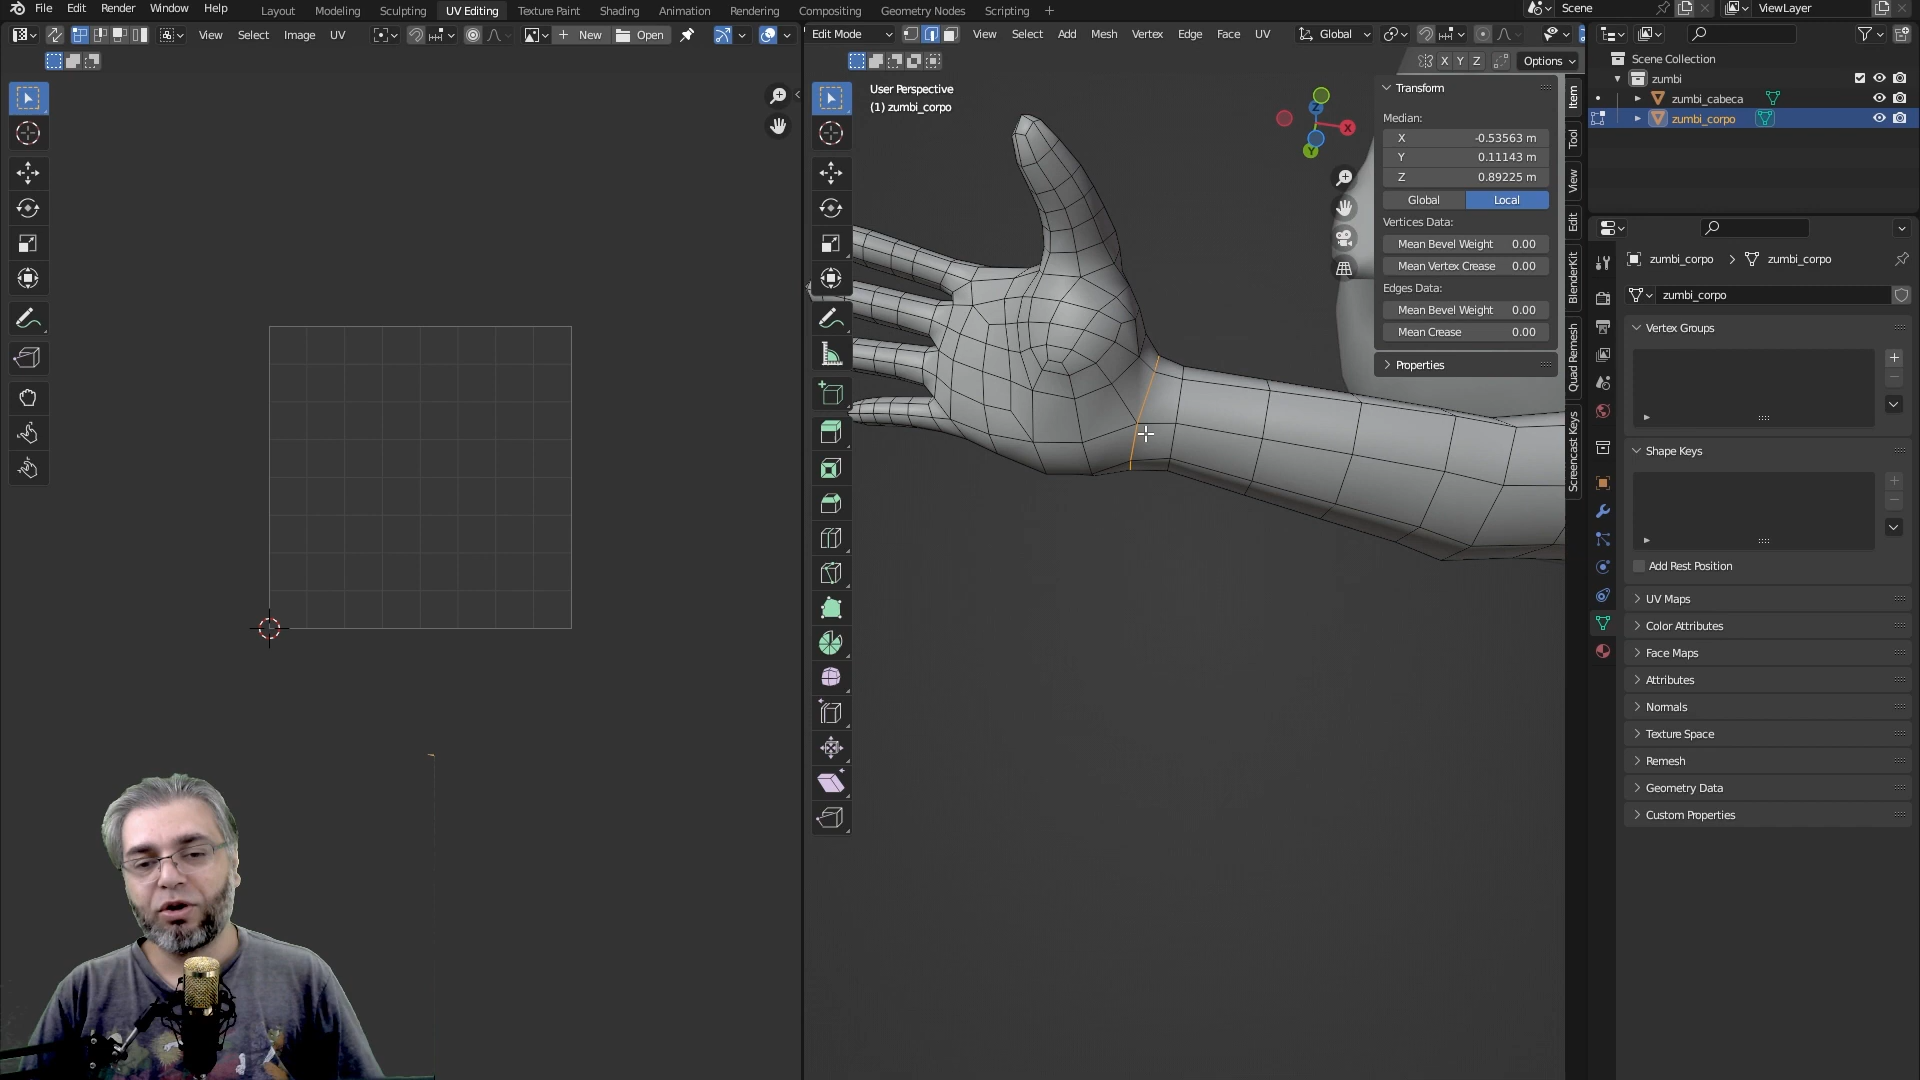 File Edit Render Window Help
Layout Modeling Sculpting UV Editing Texture Paint Shading Animation Rendering Compositing Geometry Nodes Scripting +
Scene
ViewLayer
View Select Image UV
New
Open
Edit Mode
View Select Add Mesh Vertex Edge Face UV
Global
X Y Z
Options
User Perspective
(1) zumbi_corpo
Z
X
Y
Transform
Median:
X -0.53563 m
Y 0.11143 m
Z 0.89225 m
Global Local
Vertices Data:
Mean Bevel Weight 0.00
Mean Vertex Crease 0.00
Edges Data:
Mean Bevel Weight 0.00
Mean Crease 0.00
Properties
Item
Tool
View
Edit
BlenderKit
Quad Remesh
Screencast Keys
Scene Collection
zumbi
zumbi_cabeca
zumbi_corpo
zumbi_corpo > zumbi_corpo
zumbi_corpo
Vertex Groups
Shape Keys
Add Rest Position
UV Maps
Color Attributes
Face Maps
Attributes
Normals
Texture Space
Remesh
Geometry Data
Custom Properties